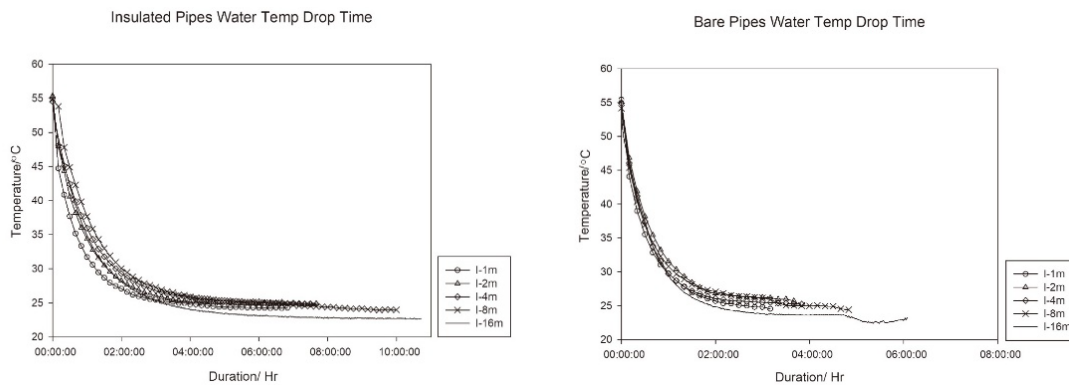 Insulated Pipes Water Temp Drop Time
60
55
50
45
40
35
30
25
20
Temperature/°C
00:00:00 02:00:00 04:00:00 06:00:00 08:00:00 10:00:00
Duration/ Hr
I-1m
I-2m
I-4m
I-8m
I-16m
Bare Pipes Water Temp Drop Time
60
55
50
45
40
35
30
25
20
Temperature/°C
00:00:00 02:00:00 04:00:00 06:00:00 08:00:00
Duration/ Hr
I-1m
I-2m
I-4m
I-8m
I-16m